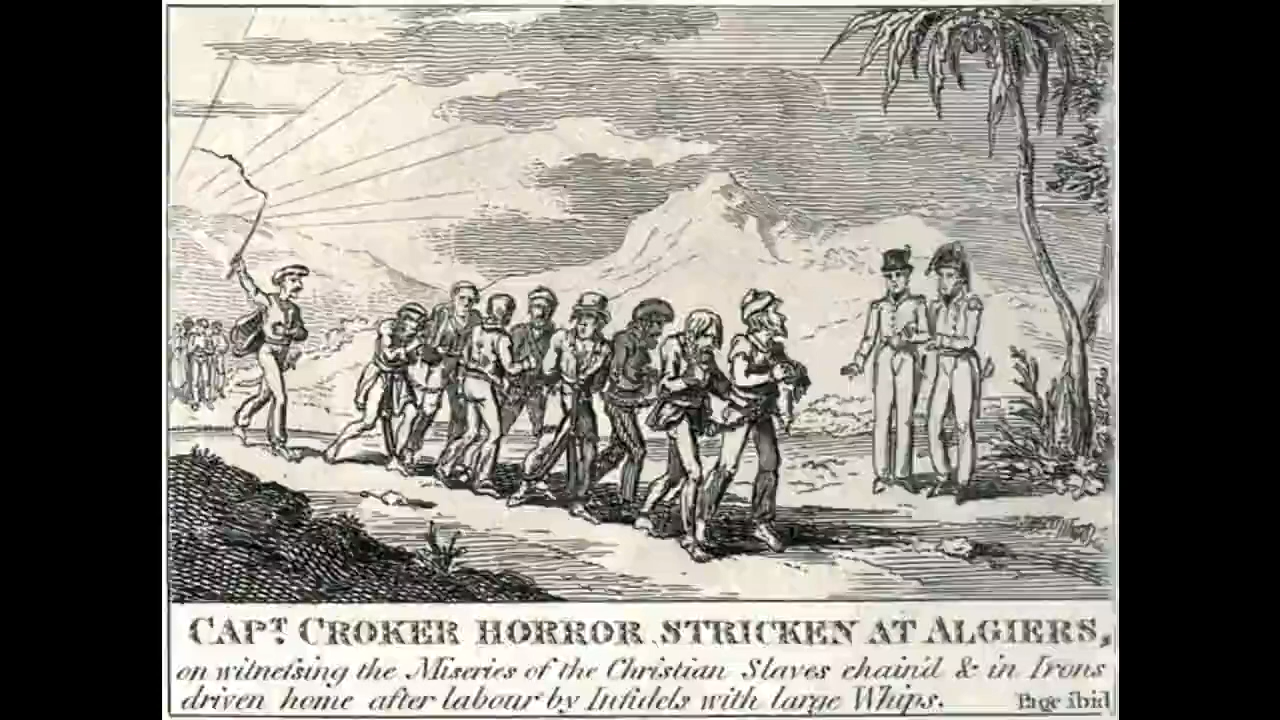 CAPT CROKER HORROR STRICKEN AT ALGIERS,
on witneſsing the Miseries of the Christian Slaves chain'd & in Irons
driven home after labour by Infidels with large Whips. Page ibid